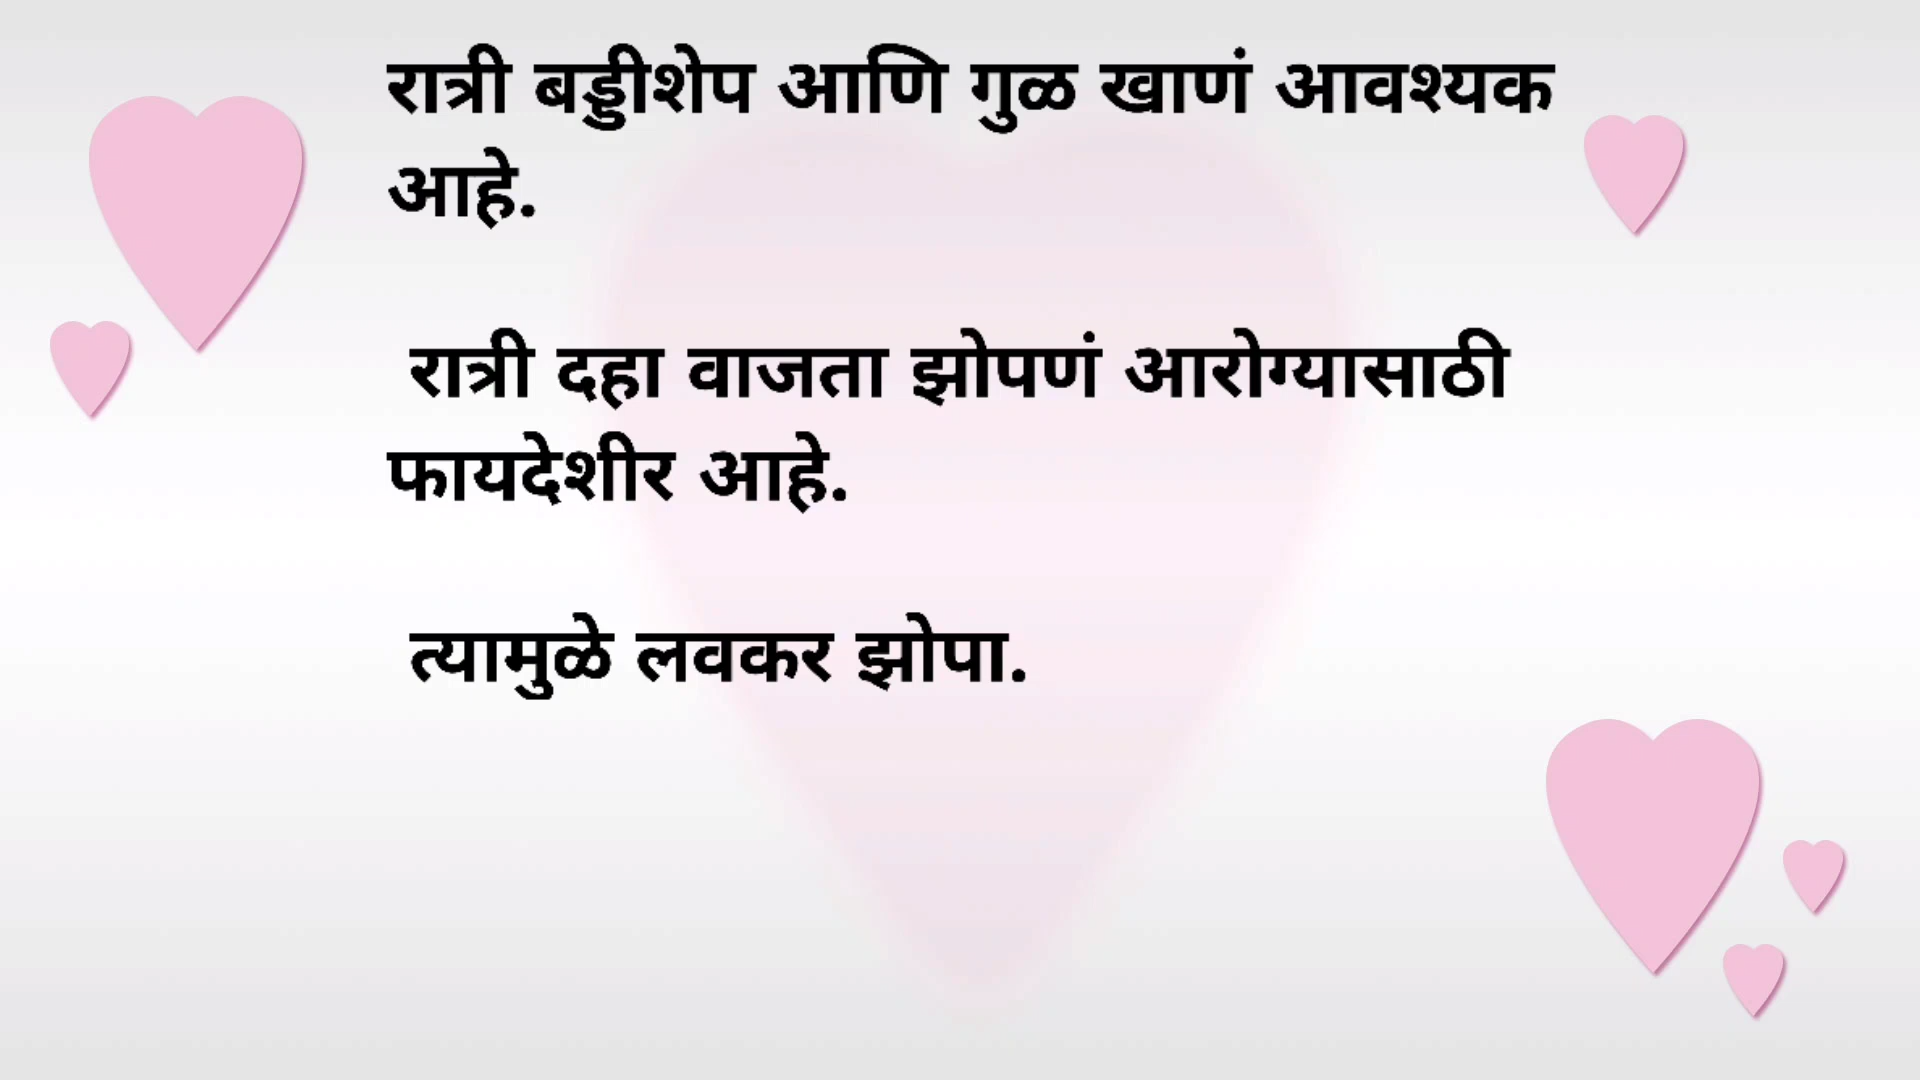 रात्री बड्डीशेप आणि गुळ खाणं आवश्यक
आहे.
रात्री दहा वाजता झोपणं आरोग्यासाठी
फायदेशीर आहे.
त्यामुळे लवकर झोपा.